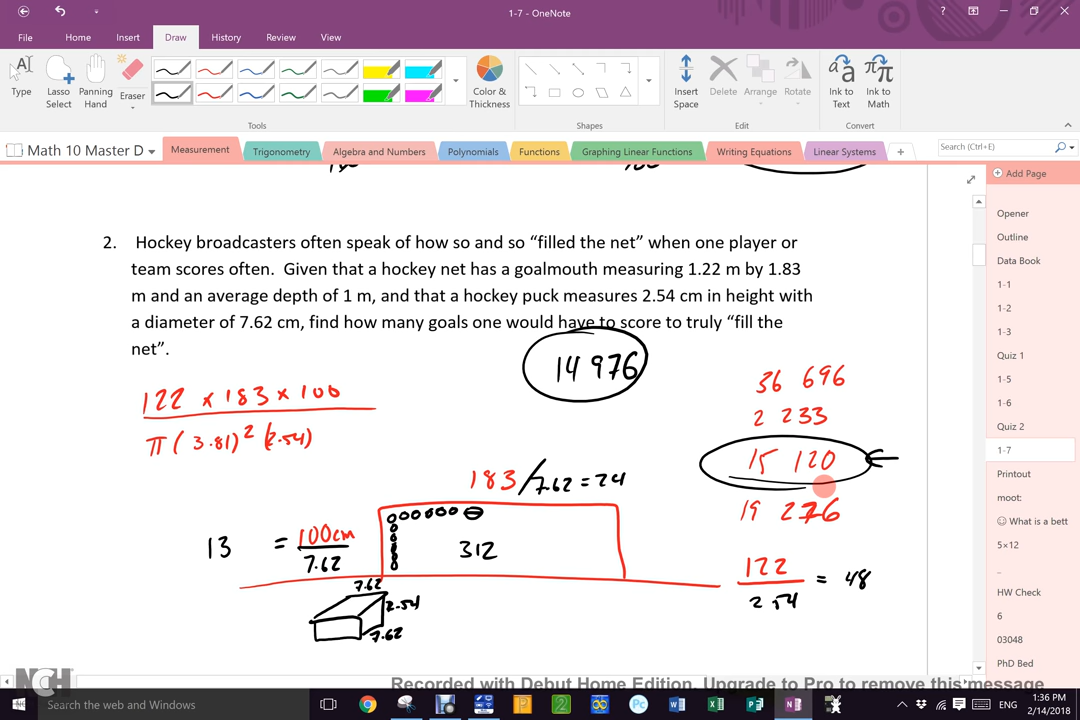 1-7 - OneNote
?
File Home Insert Draw History Review View
Type
Lasso Select
Panning Hand
Eraser
Color & Thickness
Insert Space
Delete
Arrange
Rotate
Ink to Text
Ink to Math
Tools
Shapes
Edit
Convert
Math 10 Master D
Measurement Trigonometry Algebra and Numbers Polynomials Functions Graphing Linear Functions Writing Equations Linear Systems
Search (Ctrl+E)
Add Page
Opener
Outline
Data Book
1-1
1-2
1-3
Quiz 1
1-5
1-6
Quiz 2
1-7
Printout
moot:
What is a bett
5×12
HW Check
6
03048
PhD Bed
2. Hockey broadcasters often speak of how so and so “filled the net” when one player or
team scores often. Given that a hockey net has a goalmouth measuring 1.22 m by 1.83
m and an average depth of 1 m, and that a hockey puck measures 2.54 cm in height with
a diameter of 7.62 cm, find how many goals one would have to score to truly “fill the
net”.
14 976
122 × 183 × 100
π (3.81)² (2.54)
36 696
2 233
15 120
19 276
183 / 7.62 = 24
13 = 100cm
7.62
312
7.62
2.54
7.62
122
2.54
= 48
NCH
Recorded with Debut Home Edition. Upgrade to Pro to remove this message
Search the web and Windows
ENG
1:36 PM
2/14/2018